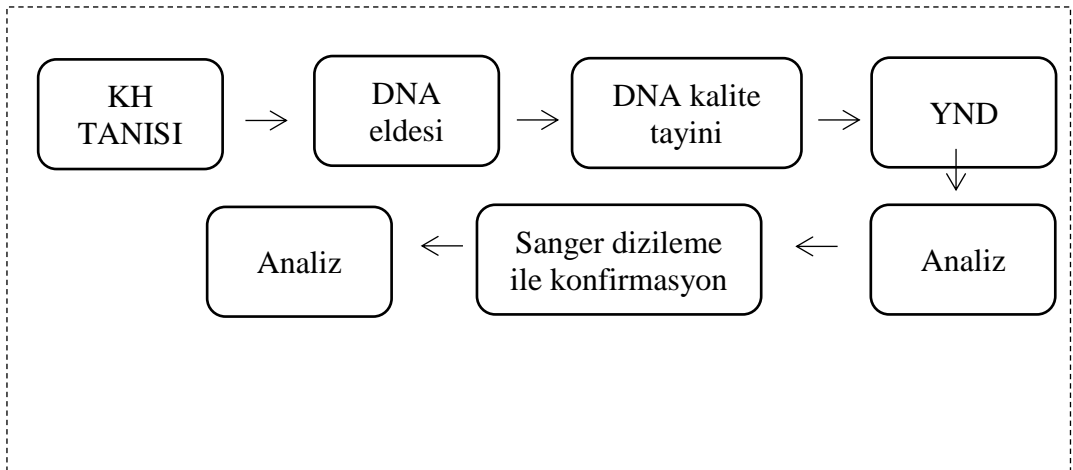 KH
TANISI
DNA
eldesi
DNA kalite
tayini
YND
Analiz
Sanger dizileme
ile konfirmasyon
Analiz